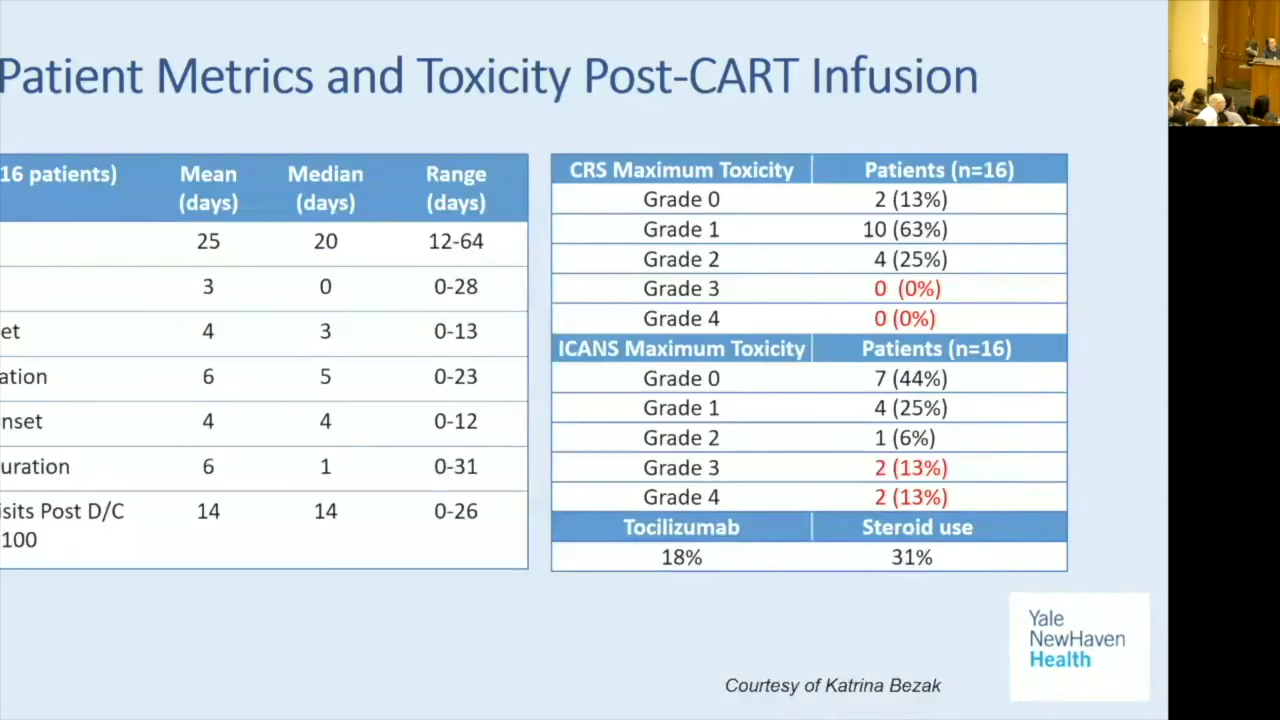 Patient Metrics and Toxicity Post-CART Infusion
16 patients) Mean (days) Median (days) Range (days)
25 20 12-64
3 0 0-28
et 4 3 0-13
ation 6 5 0-23
nset 4 4 0-12
uration 6 1 0-31
isits Post D/C 100 14 14 0-26
CRS Maximum Toxicity Patients (n=16)
Grade 0 2 (13%)
Grade 1 10 (63%)
Grade 2 4 (25%)
Grade 3 0 (0%)
Grade 4 0 (0%)
ICANS Maximum Toxicity Patients (n=16)
Grade 0 7 (44%)
Grade 1 4 (25%)
Grade 2 1 (6%)
Grade 3 2 (13%)
Grade 4 2 (13%)
Tocilizumab Steroid use
18% 31%
Yale
NewHaven
Health
Courtesy of Katrina Bezak